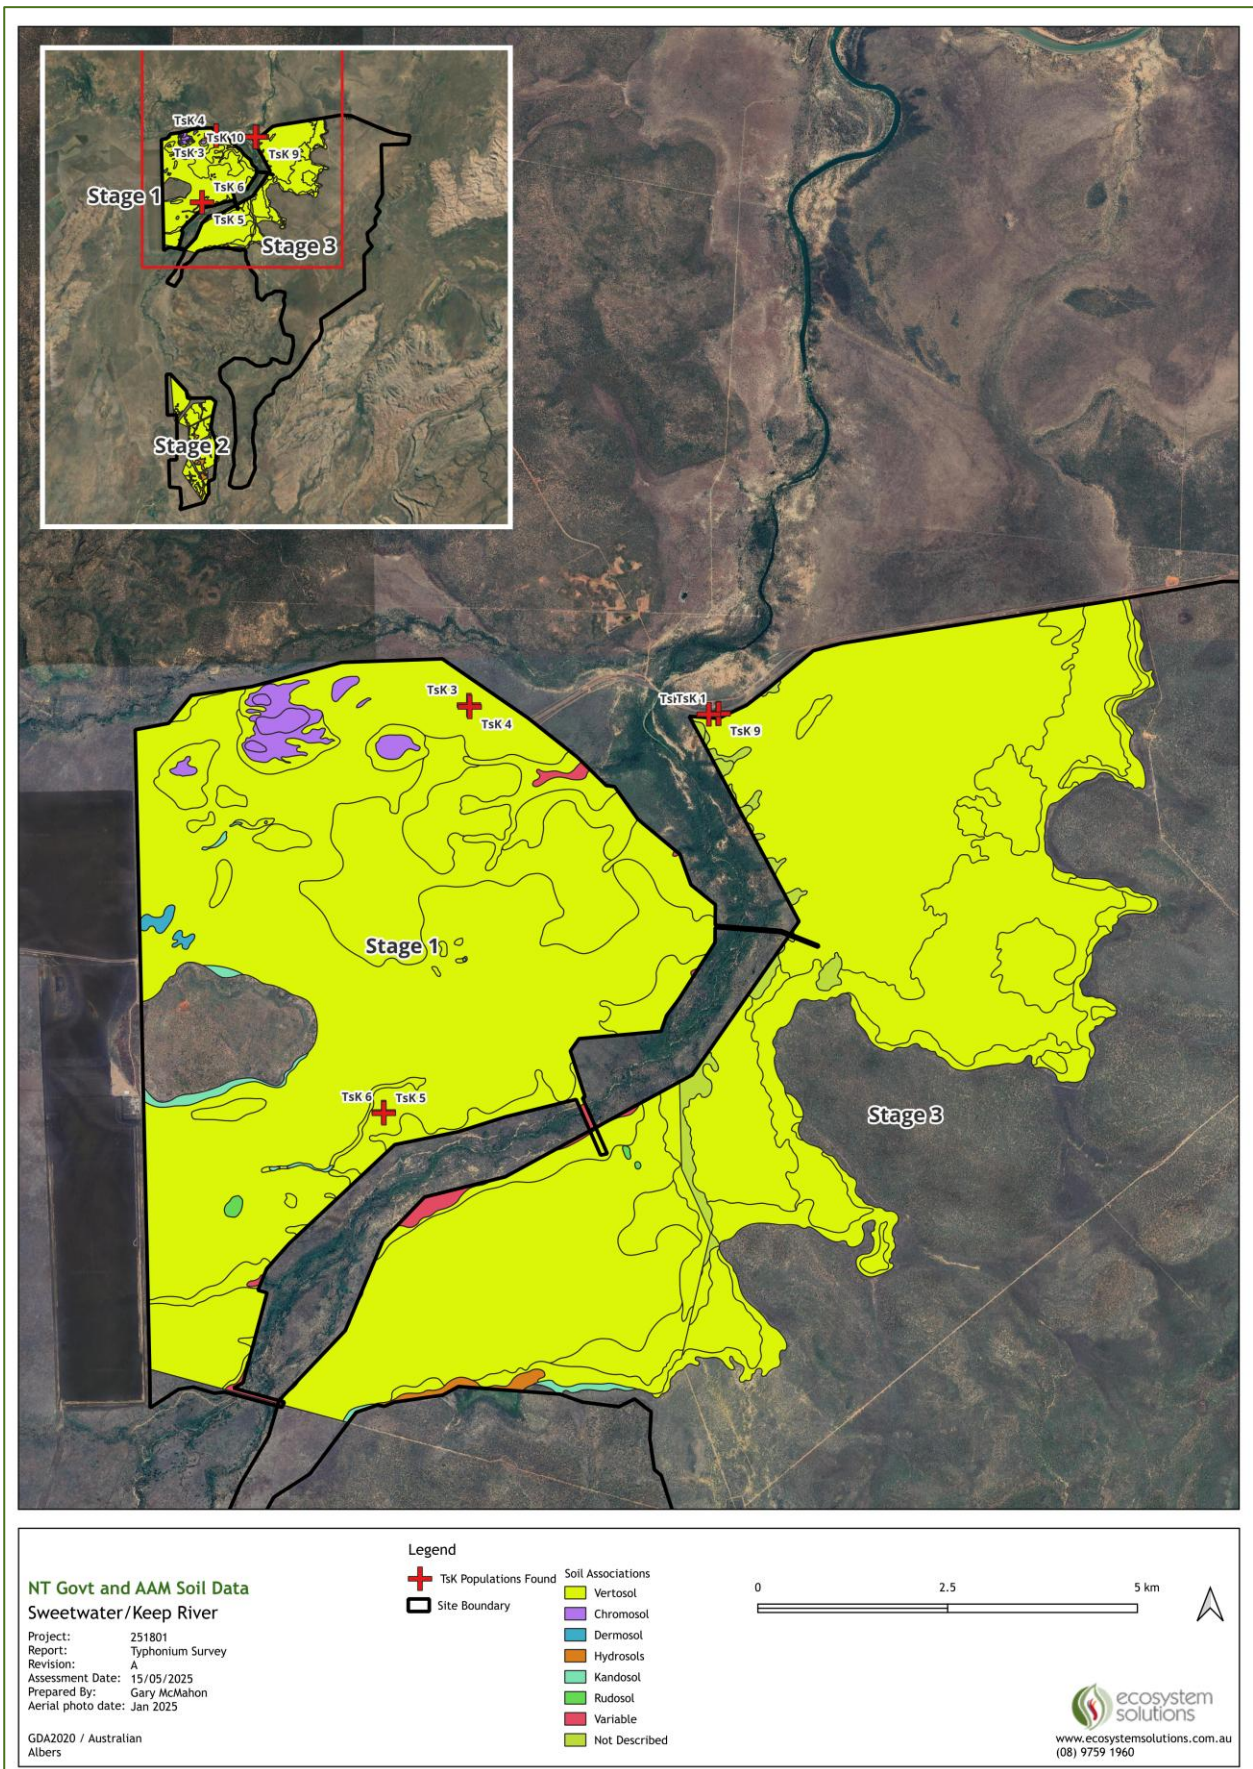 TsK 4
TsK 10
TsK 3
TsK 9
TsK 6
Stage 1
TsK 5
Stage 3
Stage 2
TsK 3
TsK 4
TsK 1
TsK 9
Stage 1
TsK 6
TsK 5
Stage 3
NT Govt and AAM Soil Data
Sweetwater/Keep River
Project: 251801
Report: Typhonium Survey
Revision: A
Assessment Date: 15/05/2025
Prepared By: Gary McMahon
Aerial photo date: Jan 2025
GDA2020 / Australian
Albers
Legend
TsK Populations Found
Site Boundary
Soil Associations
Vertosol
Chromosol
Dermosol
Hydrosols
Kandosol
Rudosol
Variable
Not Described
0 2.5 5 km
ecosystem
solutions
www.ecosystemsolutions.com.au
(08) 9759 1960